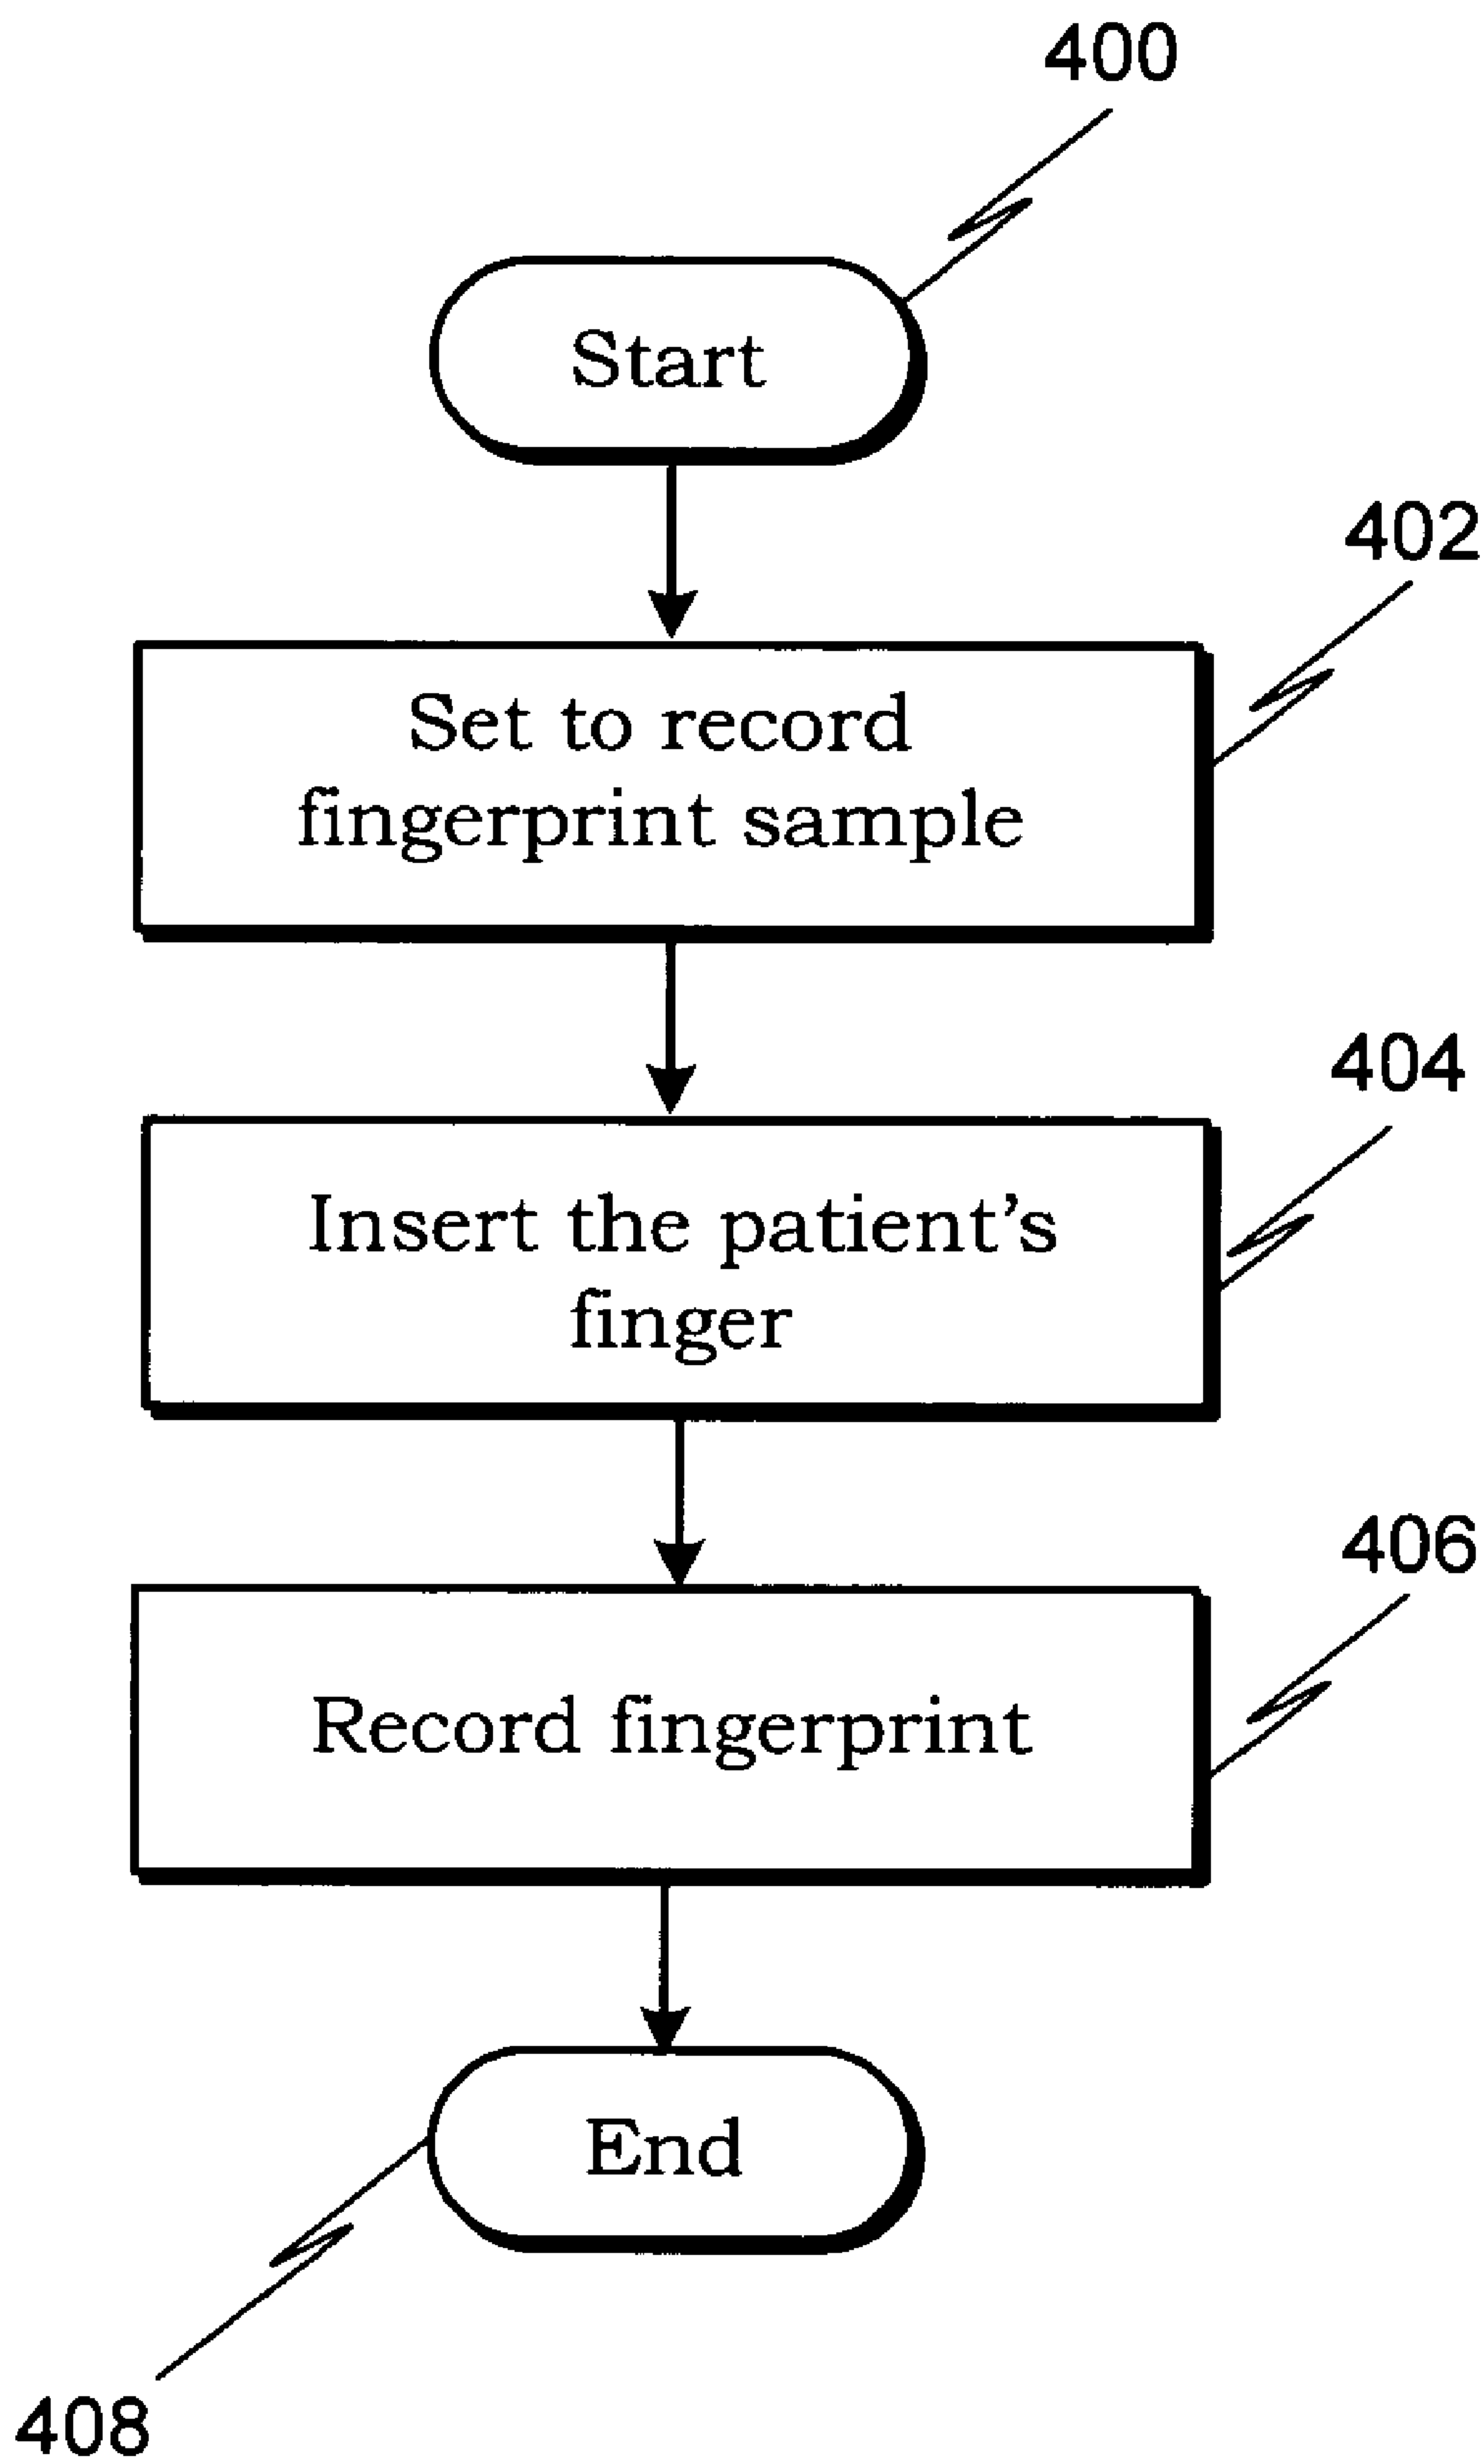 400
Start
402
Set to record
fingerprint sample
404
Insert the patient’s
finger
406
Record fingerprint
End
408